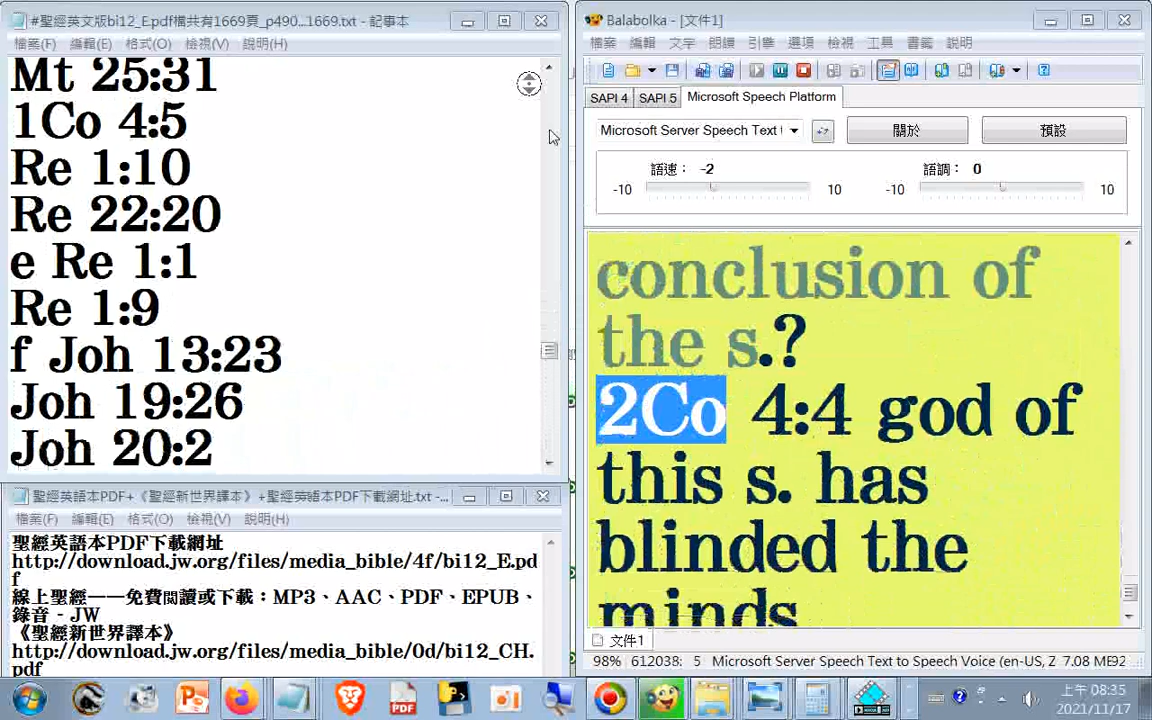 #聖經英文版bi12_E.pdf檔共有1669頁_p490...1669.txt - 記事本
檔案(F) 編輯(E) 格式(O) 檢視(V) 說明(H)
Mt 25:31
1Co 4:5
Re 1:10
Re 22:20
e Re 1:1
Re 1:9
f Joh 13:23
Joh 19:26
Joh 20:2
聖經英語本PDF+《聖經新世界譯本》+聖經英語本PDF下載網址.txt -...
檔案(F) 編輯(E) 格式(O) 檢視(V) 說明(H)
聖經英語本PDF下載網址
http://download.jw.org/files/media_bible/4f/bi12_E.pd
f
線上聖經——免費閱讀或下載：MP3、AAC、PDF、EPUB、
錄音 - JW
《聖經新世界譯本》
http://download.jw.org/files/media_bible/0d/bi12_CH.
pdf
Balabolka - [文件1]
檔案 編輯 文字 朗讀 引擎 選項 檢視 工具 書籤 說明
SAPI 4 SAPI 5 Microsoft Speech Platform
Microsoft Server Speech Text 關於 預設
語速： -2 語調： 0
-10 10 -10 10
conclusion of
the s.?
2Co 4:4 god of
this s. has
blinded the
minds
文件1
98% 612038: 5 Microsoft Server Speech Text to Speech Voice (en-US, Z 7.08 ME92
PDF
上午 08:35
2021/11/17